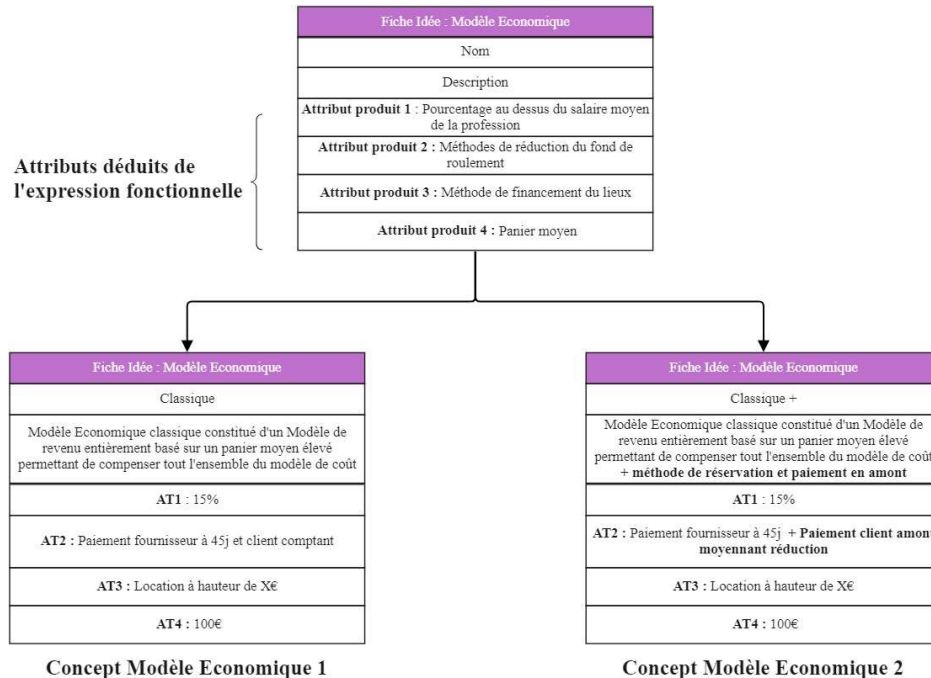 Fiche Idée : Modèle Economique
Nom
Description
Attribut produit 1 : Pourcentage au dessus du salaire moyen
de la profession
Attribut produit 2 : Méthodes de réduction du fond de
roulement
Attribut produit 3 : Méthode de financement du lieux
Attribut produit 4 : Panier moyen
Attributs déduits de
l'expression fonctionnelle
Fiche Idée : Modèle Economique
Classique
Modèle Economique classique constitué d'un Modèle de
revenu entièrement basé sur un panier moyen élevé
permettant de compenser tout l'ensemble du modèle de coût
AT1 : 15%
AT2 : Paiement fournisseur à 45j et client comptant
AT3 : Location à hauteur de X€
AT4 : 100€
Concept Modèle Economique 1
Fiche Idée : Modèle Economique
Classique +
Modèle Economique classique constitué d'un Modèle de
revenu entièrement basé sur un panier moyen élevé
permettant de compenser tout l'ensemble du modèle de coût
+ méthode de réservation et paiement en amont
AT1 : 15%
AT2 : Paiement fournisseur à 45j + Paiement client amont
moyennant réduction
AT3 : Location à hauteur de X€
AT4 : 100€
Concept Modèle Economique 2